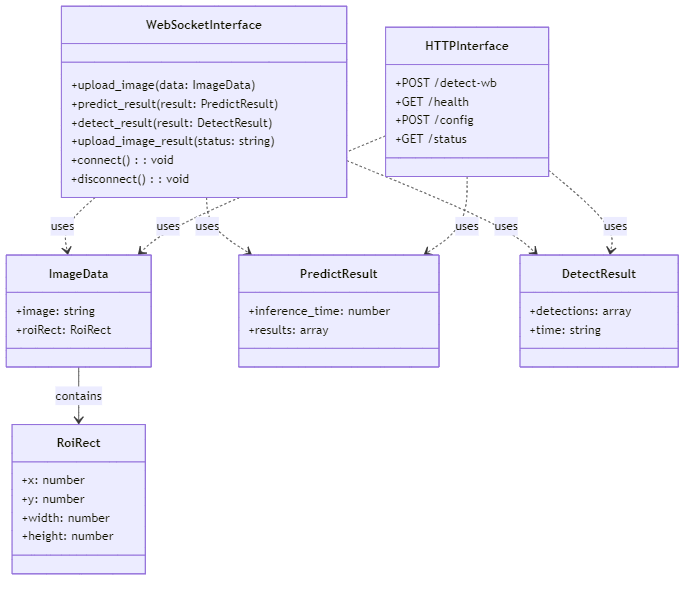 WebSocketInterface
+upload_image(data: ImageData)
+predict_result(result: PredictResult)
+detect_result(result: DetectResult)
+upload_image_result(status: string)
+connect() : : void
+disconnect() : : void
HTTPInterface
+POST /detect-wb
+GET /health
+POST /config
+GET /status
uses
uses
uses
uses
uses
uses
ImageData
+image: string
+roiRect: RoiRect
PredictResult
+inference_time: number
+results: array
DetectResult
+detections: array
+time: string
contains
RoiRect
+x: number
+y: number
+width: number
+height: number